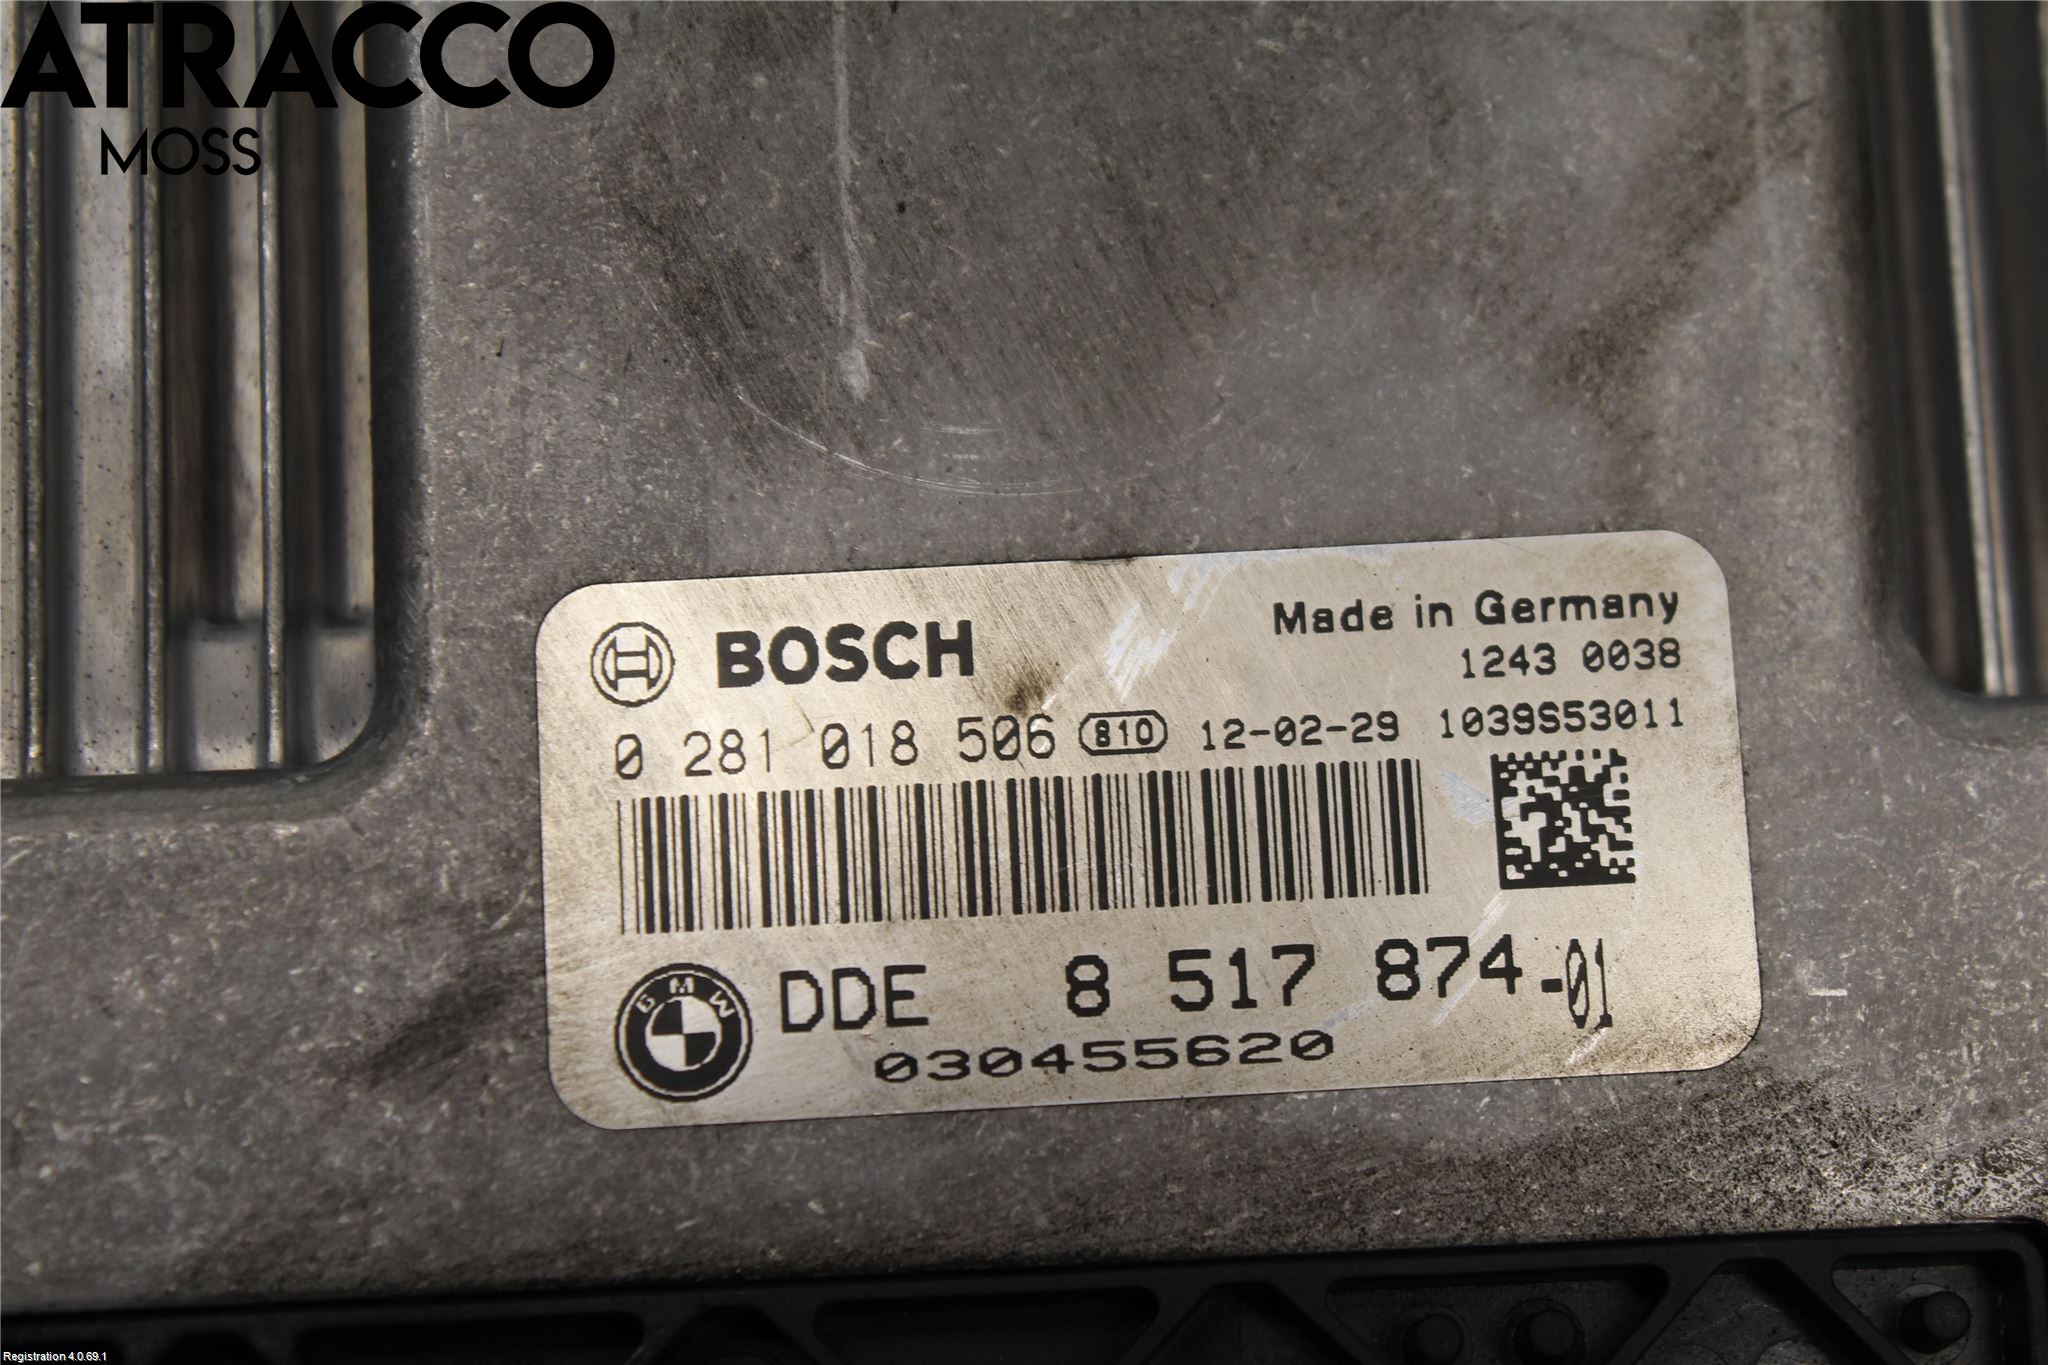 ATRACCO
MOSS
BOSCH
Made in Germany
1243 0038
0 281 018 506 810 12-02-29 1039S53011
BMW
DDE 8 517 874-01
030455620
Registration 4.0.69.1